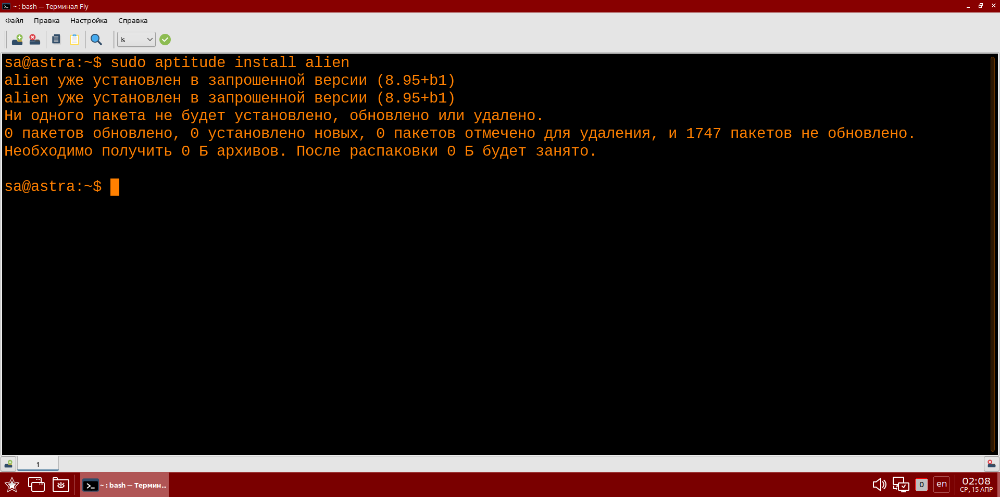 ~ : bash — Терминал Fly
Файл Правка Настройка Справка
ls
sa@astra:~$ sudo aptitude install alien
alien уже установлен в запрошенной версии (8.95+b1)
alien уже установлен в запрошенной версии (8.95+b1)
Ни одного пакета не будет установлено, обновлено или удалено.
0 пакетов обновлено, 0 установлено новых, 0 пакетов отмечено для удаления, и 1747 пакетов не обновлено.
Необходимо получить 0 Б архивов. После распаковки 0 Б будет занято.
sa@astra:~$
1
~ : bash — Термин...
0
en
02:08
СР, 15 АПР